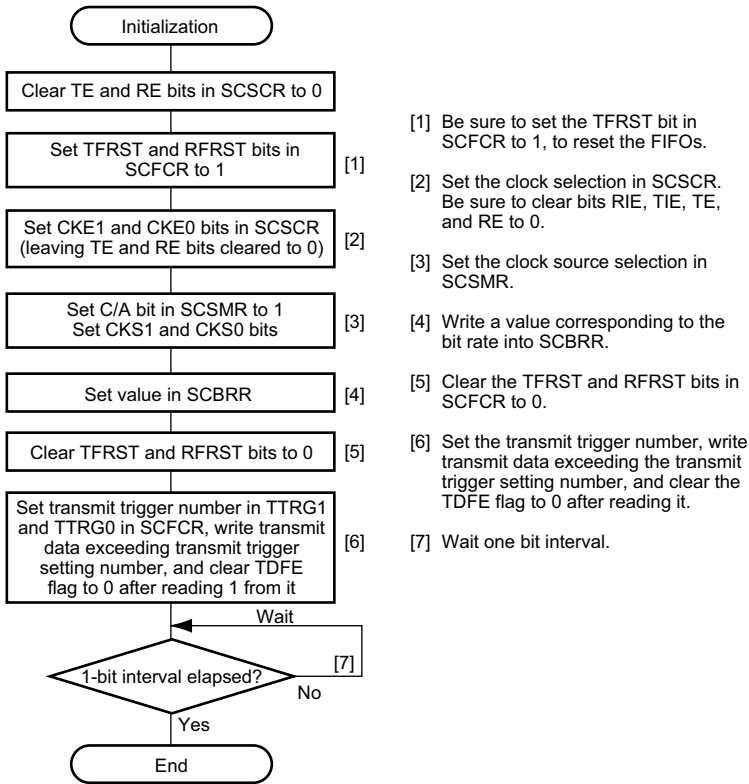 Initialization
Clear TE and RE bits in SCSCR to 0
Set TFRST and RFRST bits in
SCFCR to 1
[1]
Set CKE1 and CKE0 bits in SCSCR
(leaving TE and RE bits cleared to 0)
[2]
Set C/A bit in SCSMR to 1
Set CKS1 and CKS0 bits
[3]
Set value in SCBRR
[4]
Clear TFRST and RFRST bits to 0
[5]
Set transmit trigger number in TTRG1
and TTRG0 in SCFCR, write transmit
data exceeding transmit trigger
setting number, and clear TDFE
flag to 0 after reading 1 from it
[6]
Wait
1-bit interval elapsed?
[7]
No
Yes
End
[1] Be sure to set the TFRST bit in
SCFCR to 1, to reset the FIFOs.
[2] Set the clock selection in SCSCR.
Be sure to clear bits RIE, TIE, TE,
and RE to 0.
[3] Set the clock source selection in
SCSMR.
[4] Write a value corresponding to the
bit rate into SCBRR.
[5] Clear the TFRST and RFRST bits in
SCFCR to 0.
[6] Set the transmit trigger number, write
transmit data exceeding the transmit
trigger setting number, and clear the
TDFE flag to 0 after reading it.
[7] Wait one bit interval.